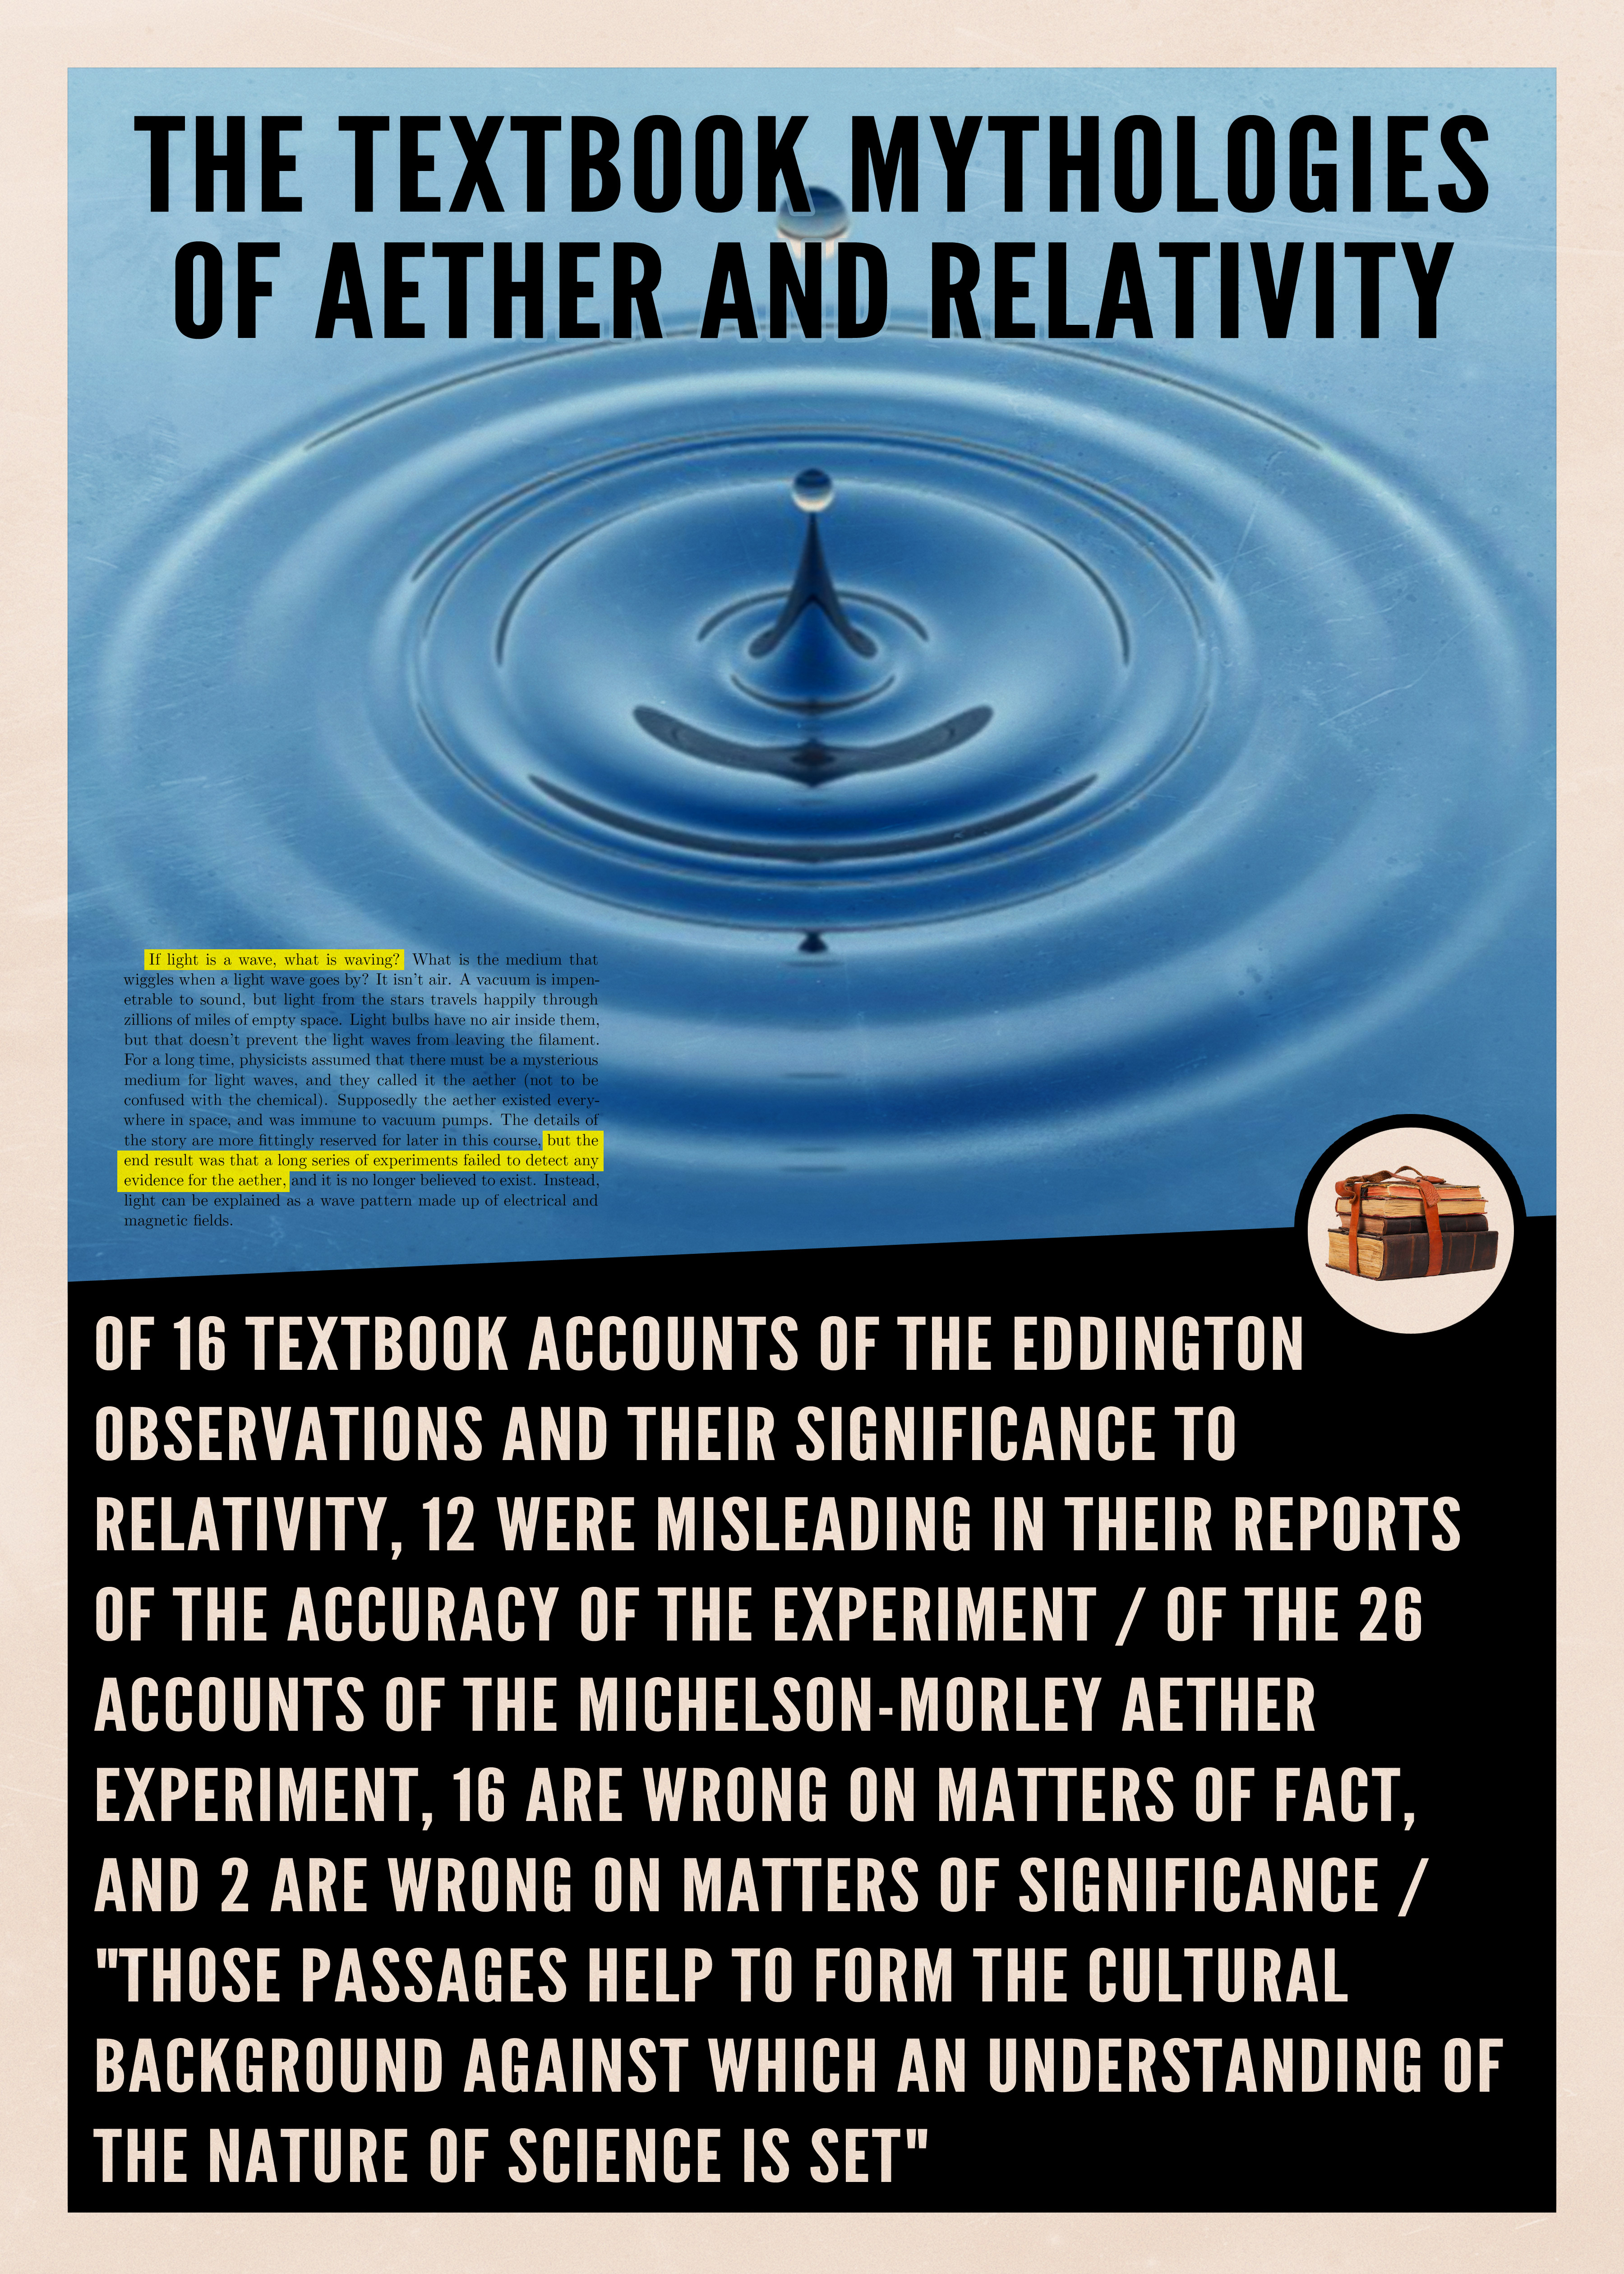 THE TEXTBOOK MYTHOLOGIES
OF AETHER AND RELATIVITY
If light is a wave, what is waving? What is the medium that
wiggles when a light wave goes by? It isn't air. A vacuum is impen-
etrable to sound, but light from the stars travels happily through
zillions of miles of empty space. Light bulbs have no air inside them,
but that doesn't prevent the light waves from leaving the filament.
For a long time, physicists assumed that there must be a mysterious
medium for light waves, and they called it the aether (not to be
confused with the chemical). Supposedly the aether existed every-
where in space, and was immune to vacuum pumps. The details of
the story are more fittingly reserved for later in this course, but the
end result was that a long series of experiments failed to detect any
evidence for the aether, and it is no longer believed to exist. Instead,
light can be explained as a wave pattern made up of electrical and
magnetic fields.
OF 16 TEXTBOOK ACCOUNTS OF THE EDDINGTON
OBSERVATIONS AND THEIR SIGNIFICANCE TO
RELATIVITY, 12 WERE MISLEADING IN THEIR REPORTS
OF THE ACCURACY OF THE EXPERIMENT / OF THE 26
ACCOUNTS OF THE MICHELSON-MORLEY AETHER
EXPERIMENT, 16 ARE WRONG ON MATTERS OF FACT,
AND 2 ARE WRONG ON MATTERS OF SIGNIFICANCE /
"THOSE PASSAGES HELP TO FORM THE CULTURAL
BACKGROUND AGAINST WHICH AN UNDERSTANDING OF
THE NATURE OF SCIENCE IS SET"